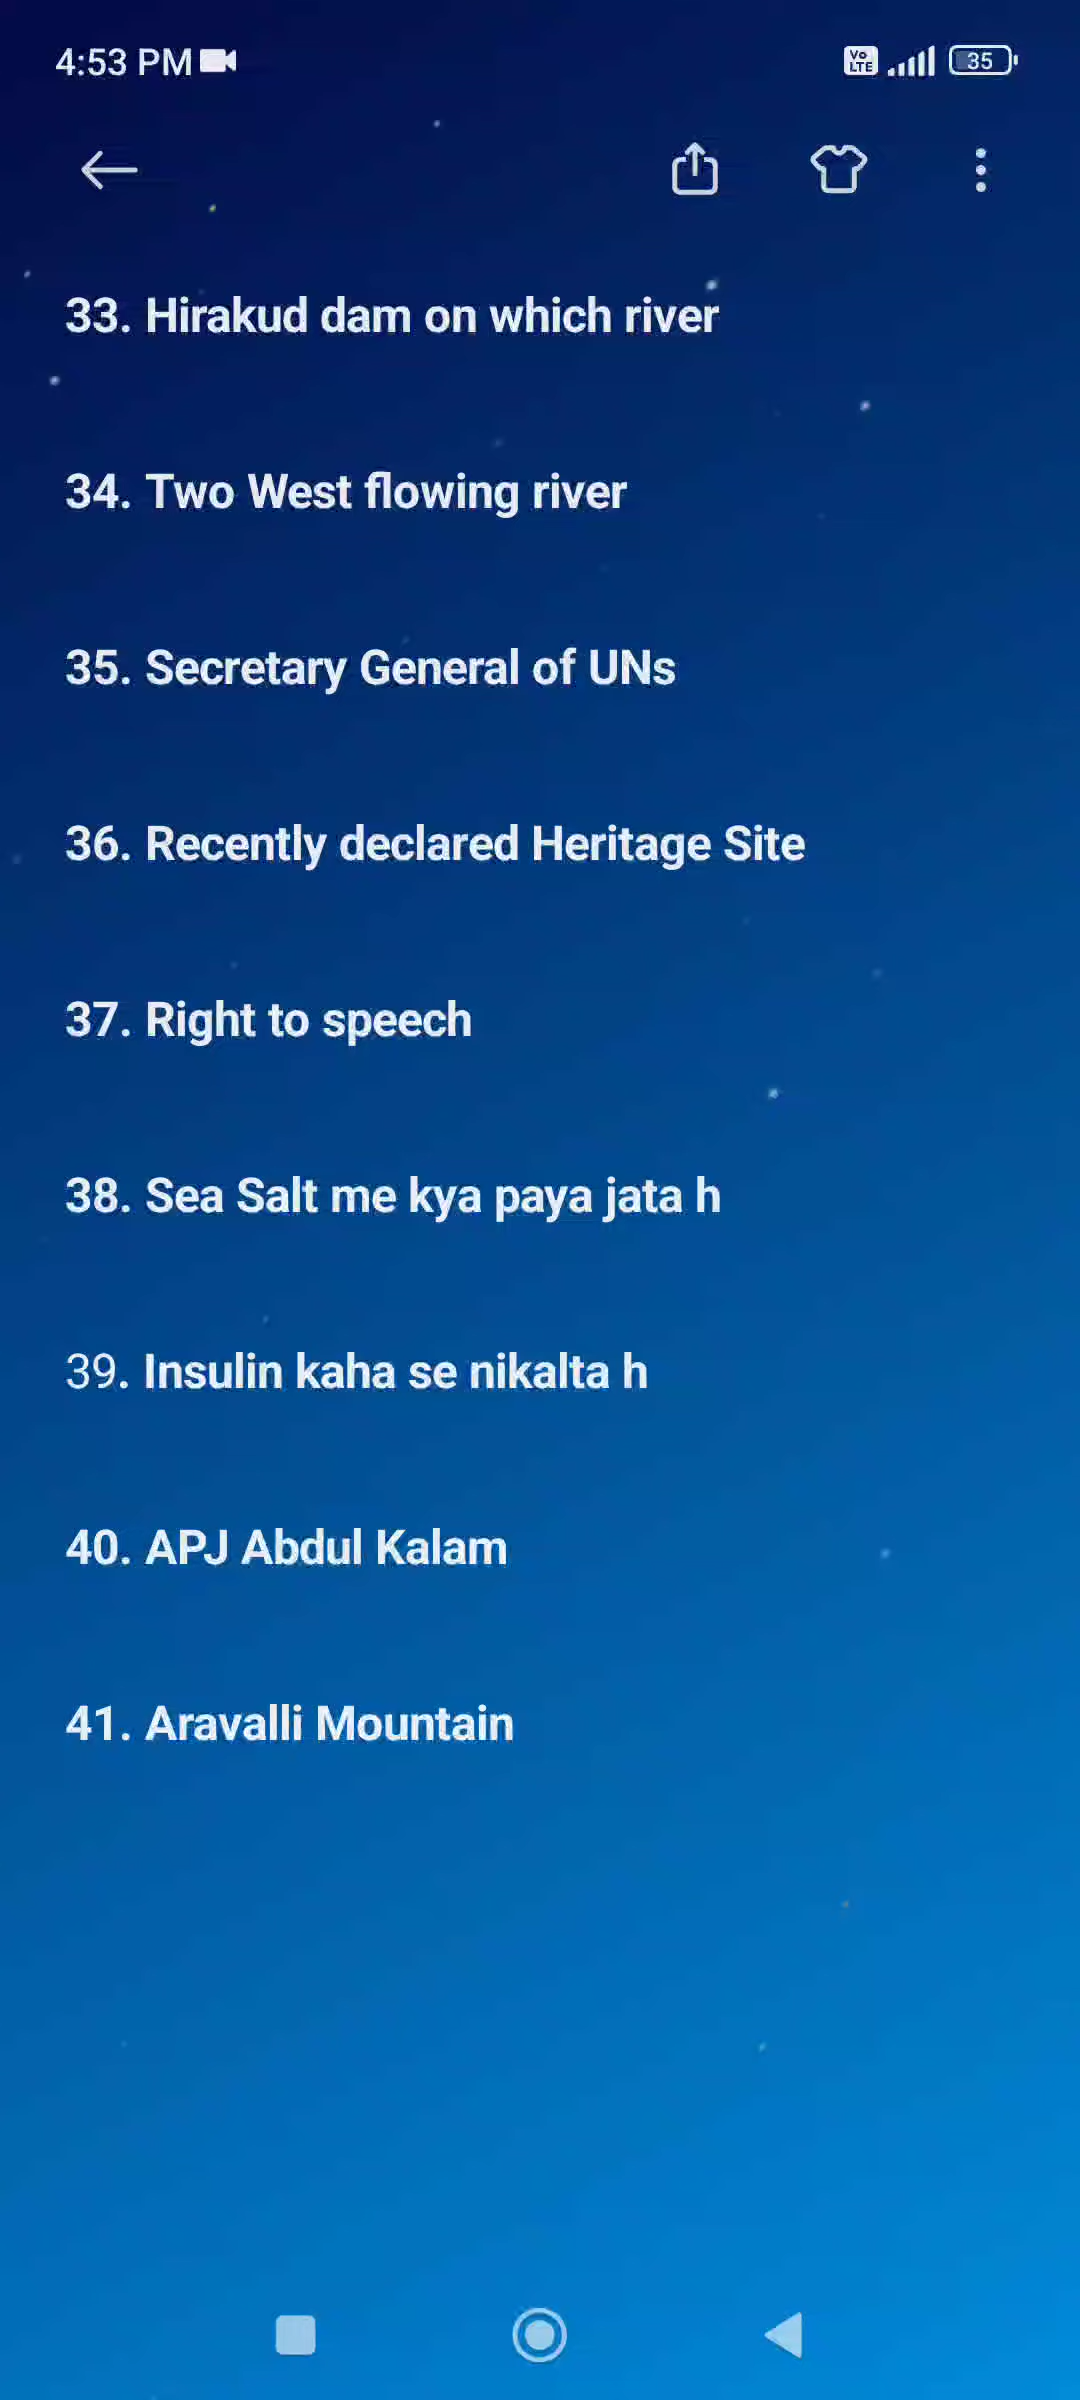 4:53 PM
Vo LTE
35
33. Hirakud dam on which river
34. Two West flowing river
35. Secretary General of UNs
36. Recently declared Heritage Site
37. Right to speech
38. Sea Salt me kya paya jata h
39. Insulin kaha se nikalta h
40. APJ Abdul Kalam
41. Aravalli Mountain